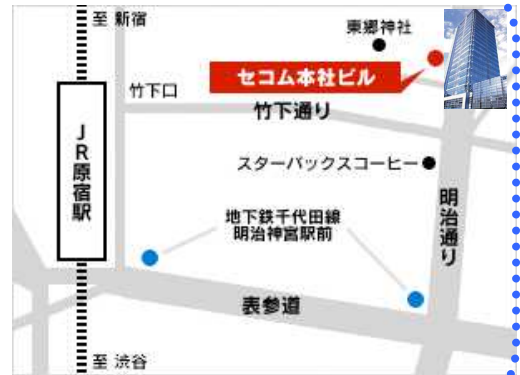 至 新宿
東郷神社
セコム本社ビル
竹下口
竹下通り
JR原宿駅
スターバックスコーヒー
明治通り
地下鉄千代田線
明治神宮駅前
表参道
至 渋谷